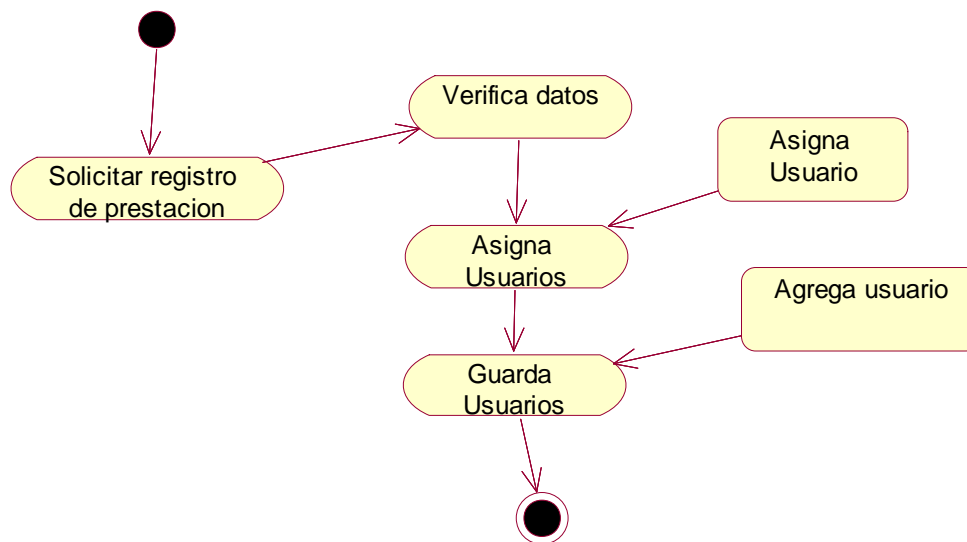 Verifica datos
Solicitar registro
de prestacion
Asigna
Usuario
Asigna
Usuarios
Agrega usuario
Guarda
Usuarios